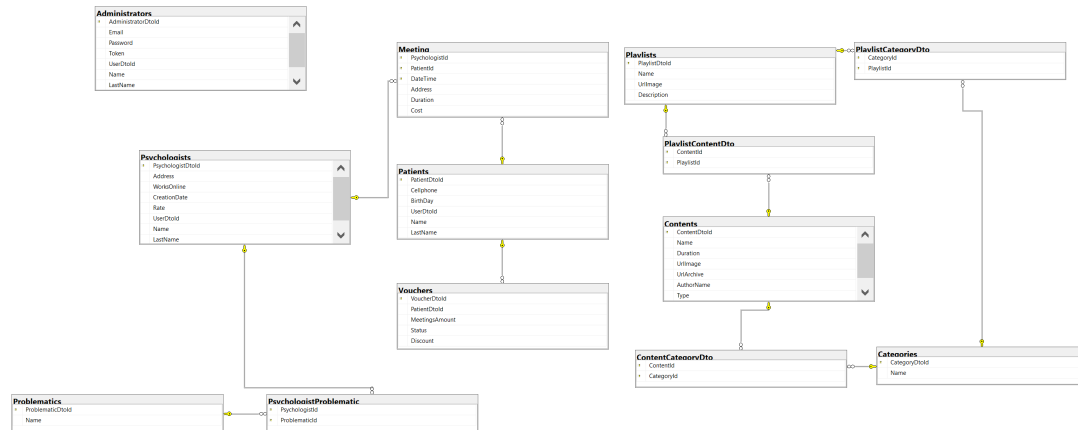 Administrators
AdministratorDtoId
Email
Password
Token
UserDtoId
Name
LastName
Meeting
PsychologistId
PatientId
DateTime
Address
Duration
Cost
Playlists
PlaylistDtoId
Name
UrlImage
Description
PlaylistCategoryDto
CategoryId
PlaylistId
PlaylistContentDto
ContentId
PlaylistId
Psychologists
PsychologistDtoId
Address
WorksOnline
CreationDate
Rate
UserDtoId
Name
LastName
Patients
PatientDtoId
Cellphone
BirthDay
UserDtoId
Name
LastName
Contents
ContentDtoId
Name
Duration
UrlImage
UrlArchive
AuthorName
Type
Vouchers
VoucherDtoId
PatientDtoId
MeetingsAmount
Status
Discount
ContentCategoryDto
ContentId
CategoryId
Categories
CategoryDtoId
Name
Problematics
ProblematicDtoId
Name
PsychologistProblematic
PsychologistId
ProblematicId